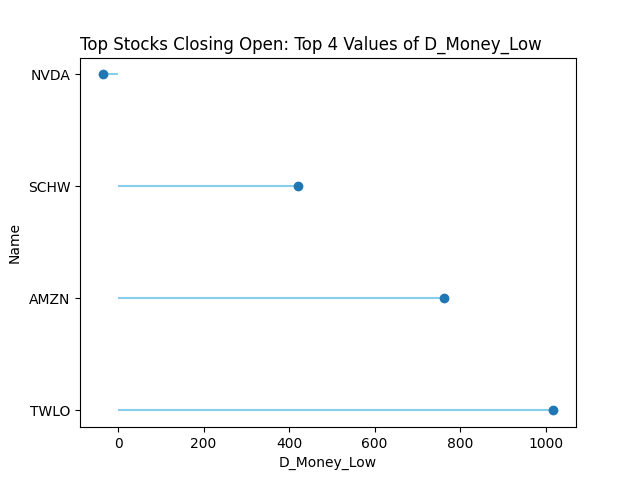 Top Stocks Closing Open: Top 4 Values of D_Money_Low
NVDA
SCHW
AMZN
TWLO
Name
0 200 400 600 800 1000
D_Money_Low